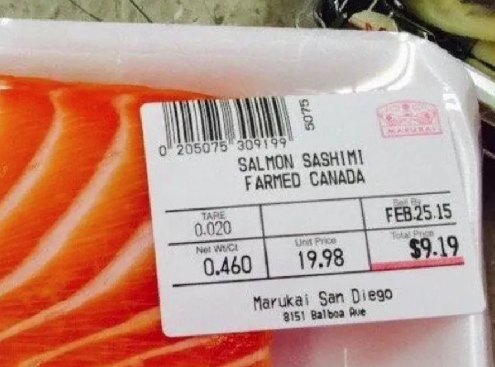 5075
MARUKAI
0 205075 309199
SALMON SASHIMI
FARMED CANADA
TARE
0.020
Sell By
FEB.25.15
Net Wt/Ct
0.460
Unit Price
19.98
Total Price
$9.19
Marukai San Diego
8151 Balboa Ave